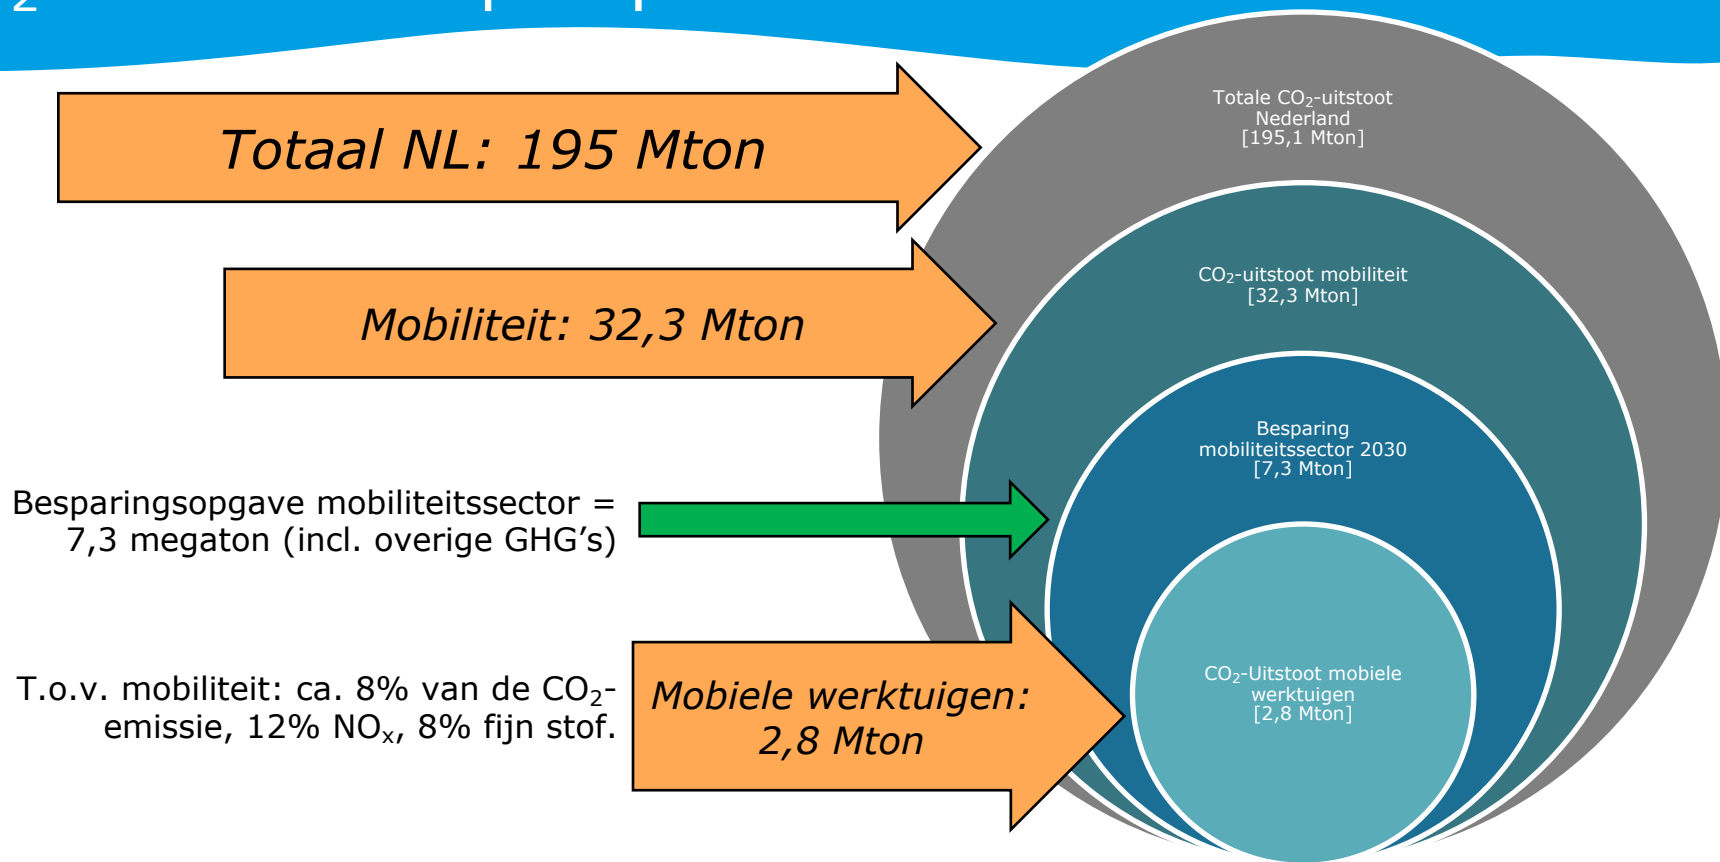 2
Totaal NL: 195 Mton
Totale CO₂-uitstoot
Nederland
[195,1 Mton]
Mobiliteit: 32,3 Mton
CO₂-uitstoot mobiliteit
[32,3 Mton]
Besparing
mobiliteitssector 2030
[7,3 Mton]
Besparingsopgave mobiliteitssector =
7,3 megaton (incl. overige GHG’s)
T.o.v. mobiliteit: ca. 8% van de CO₂-
emissie, 12% NOₓ, 8% fijn stof.
Mobiele werktuigen:
2,8 Mton
CO₂-Uitstoot mobiele
werktuigen
[2,8 Mton]